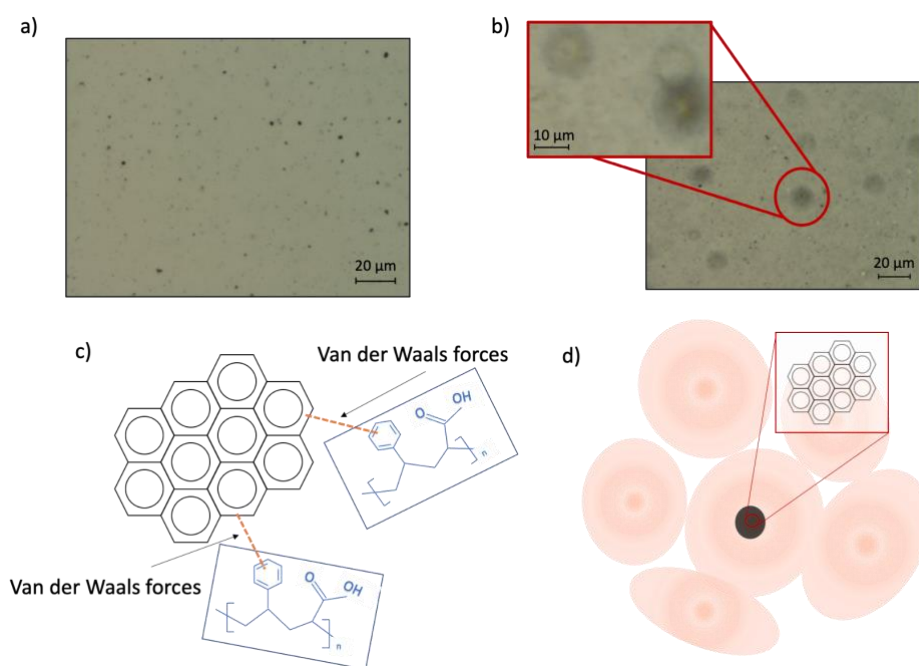 a)
20 μm
b)
10 μm
20 μm
c)
Van der Waals forces
O
OH
n
Van der Waals forces
O
OH
n
d)